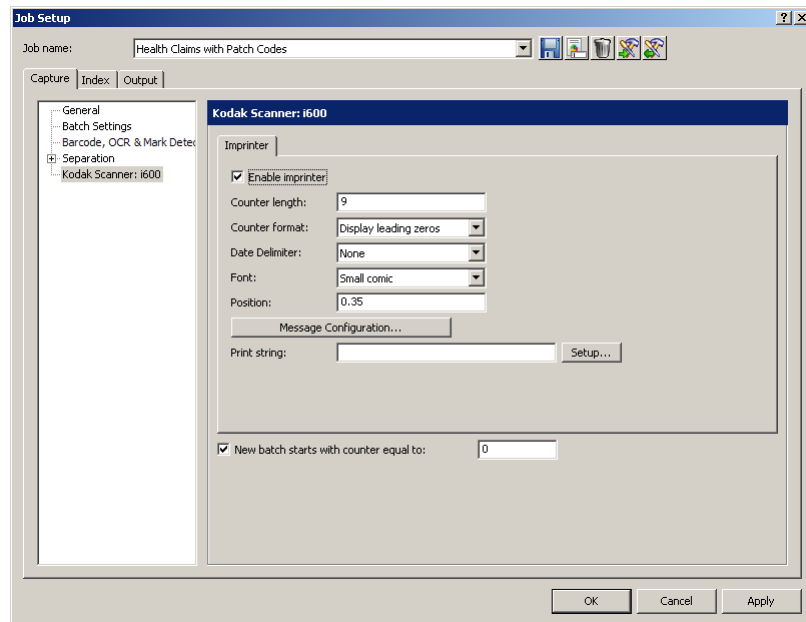 Job Setup
Job name: Health Claims with Patch Codes
Capture Index Output
General
Batch Settings
Barcode, OCR & Mark Detec
Separation
Kodak Scanner: i600
Kodak Scanner: i600
Imprinter
Enable imprinter
Counter length: 9
Counter format: Display leading zeros
Date Delimiter: None
Font: Small comic
Position: 0.35
Message Configuration...
Print string: Setup...
New batch starts with counter equal to: 0
OK Cancel Apply